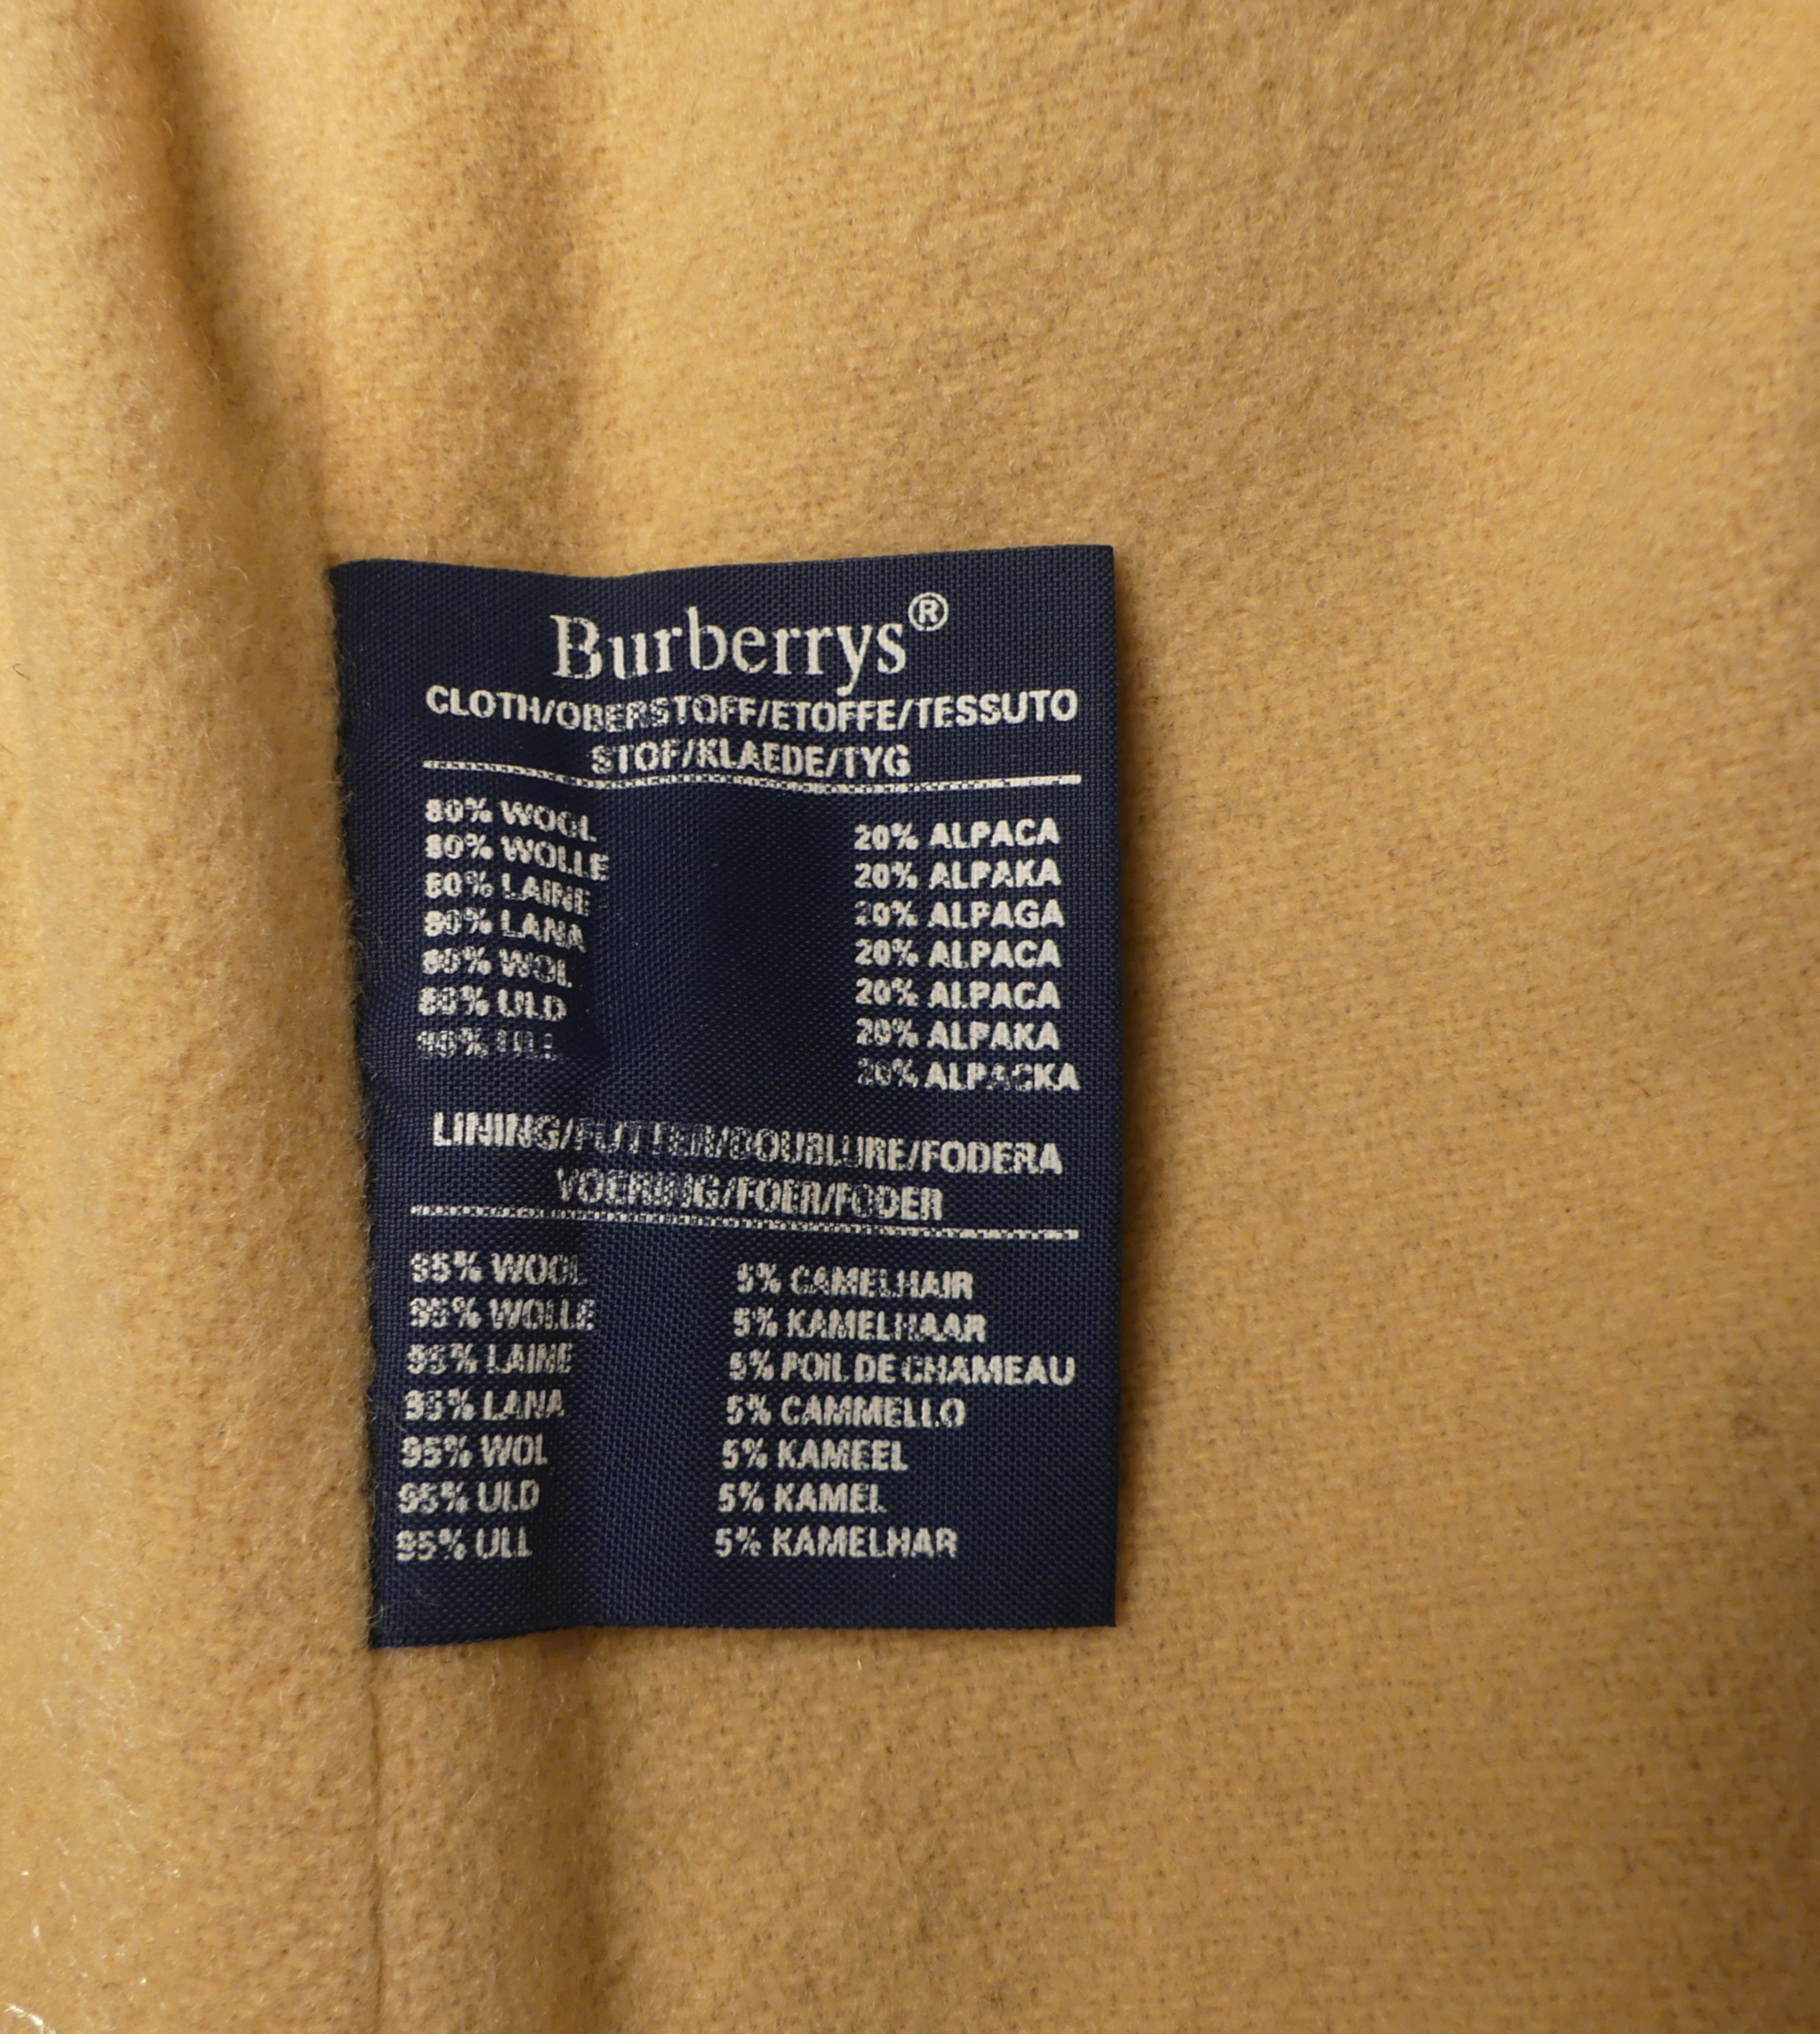 Burberrys®
CLOTH/OBERSTOFF/ETOFFE/TESSUTO
STOF/KLAEDE/TYG
80% WOOL 20% ALPACA
80% WOLLE 20% ALPAKA
80% LAINE 20% ALPAGA
80% LANA 20% ALPACA
80% WOL 20% ALPACA
80% ULD 20% ALPAKA
80% ULL 20% ALPACKA
LINING/FUTTER/DOUBLURE/FODERA
VOERING/FOER/FODER
95% WOOL 5% CAMELHAIR
95% WOLLE 5% KAMELHAAR
95% LAINE 5% POIL DE CHAMEAU
95% LANA 5% CAMMELLO
95% WOL 5% KAMEEL
95% ULD 5% KAMEL
95% ULL 5% KAMELHAR